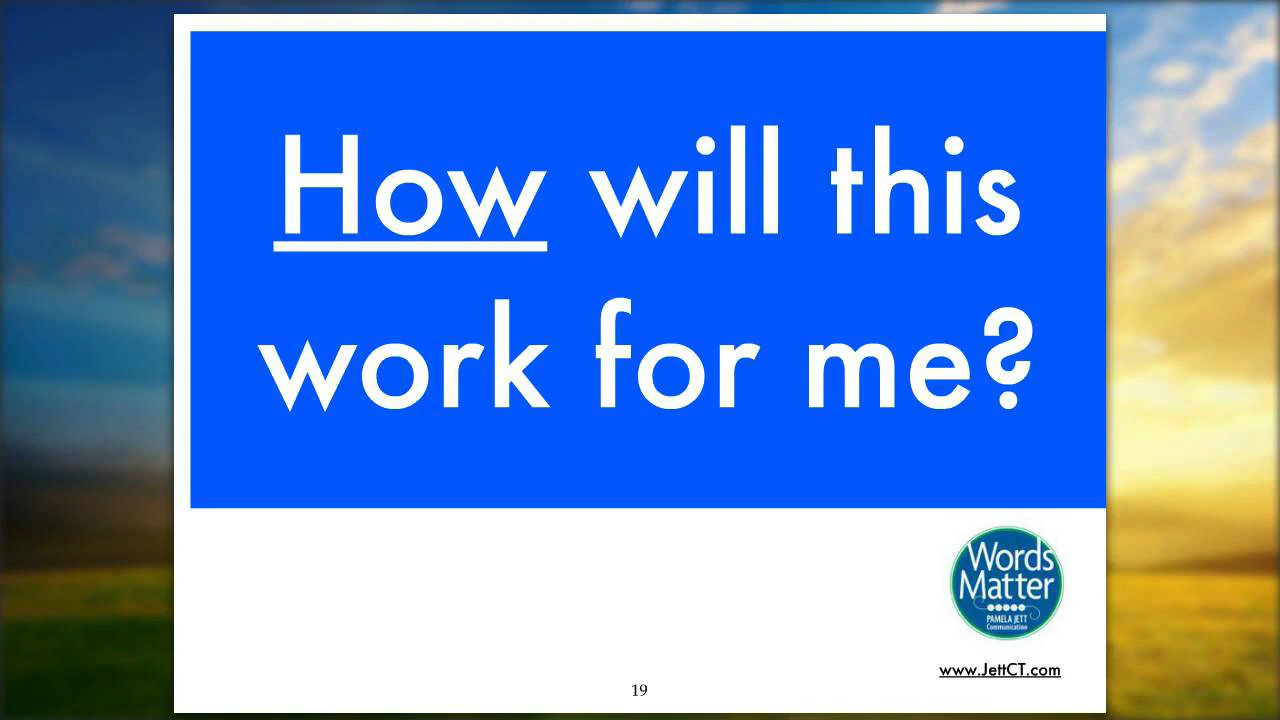 How will this
work for me?
Words
Matter
PAMELA JETT
Communication
www.JettCT.com
19